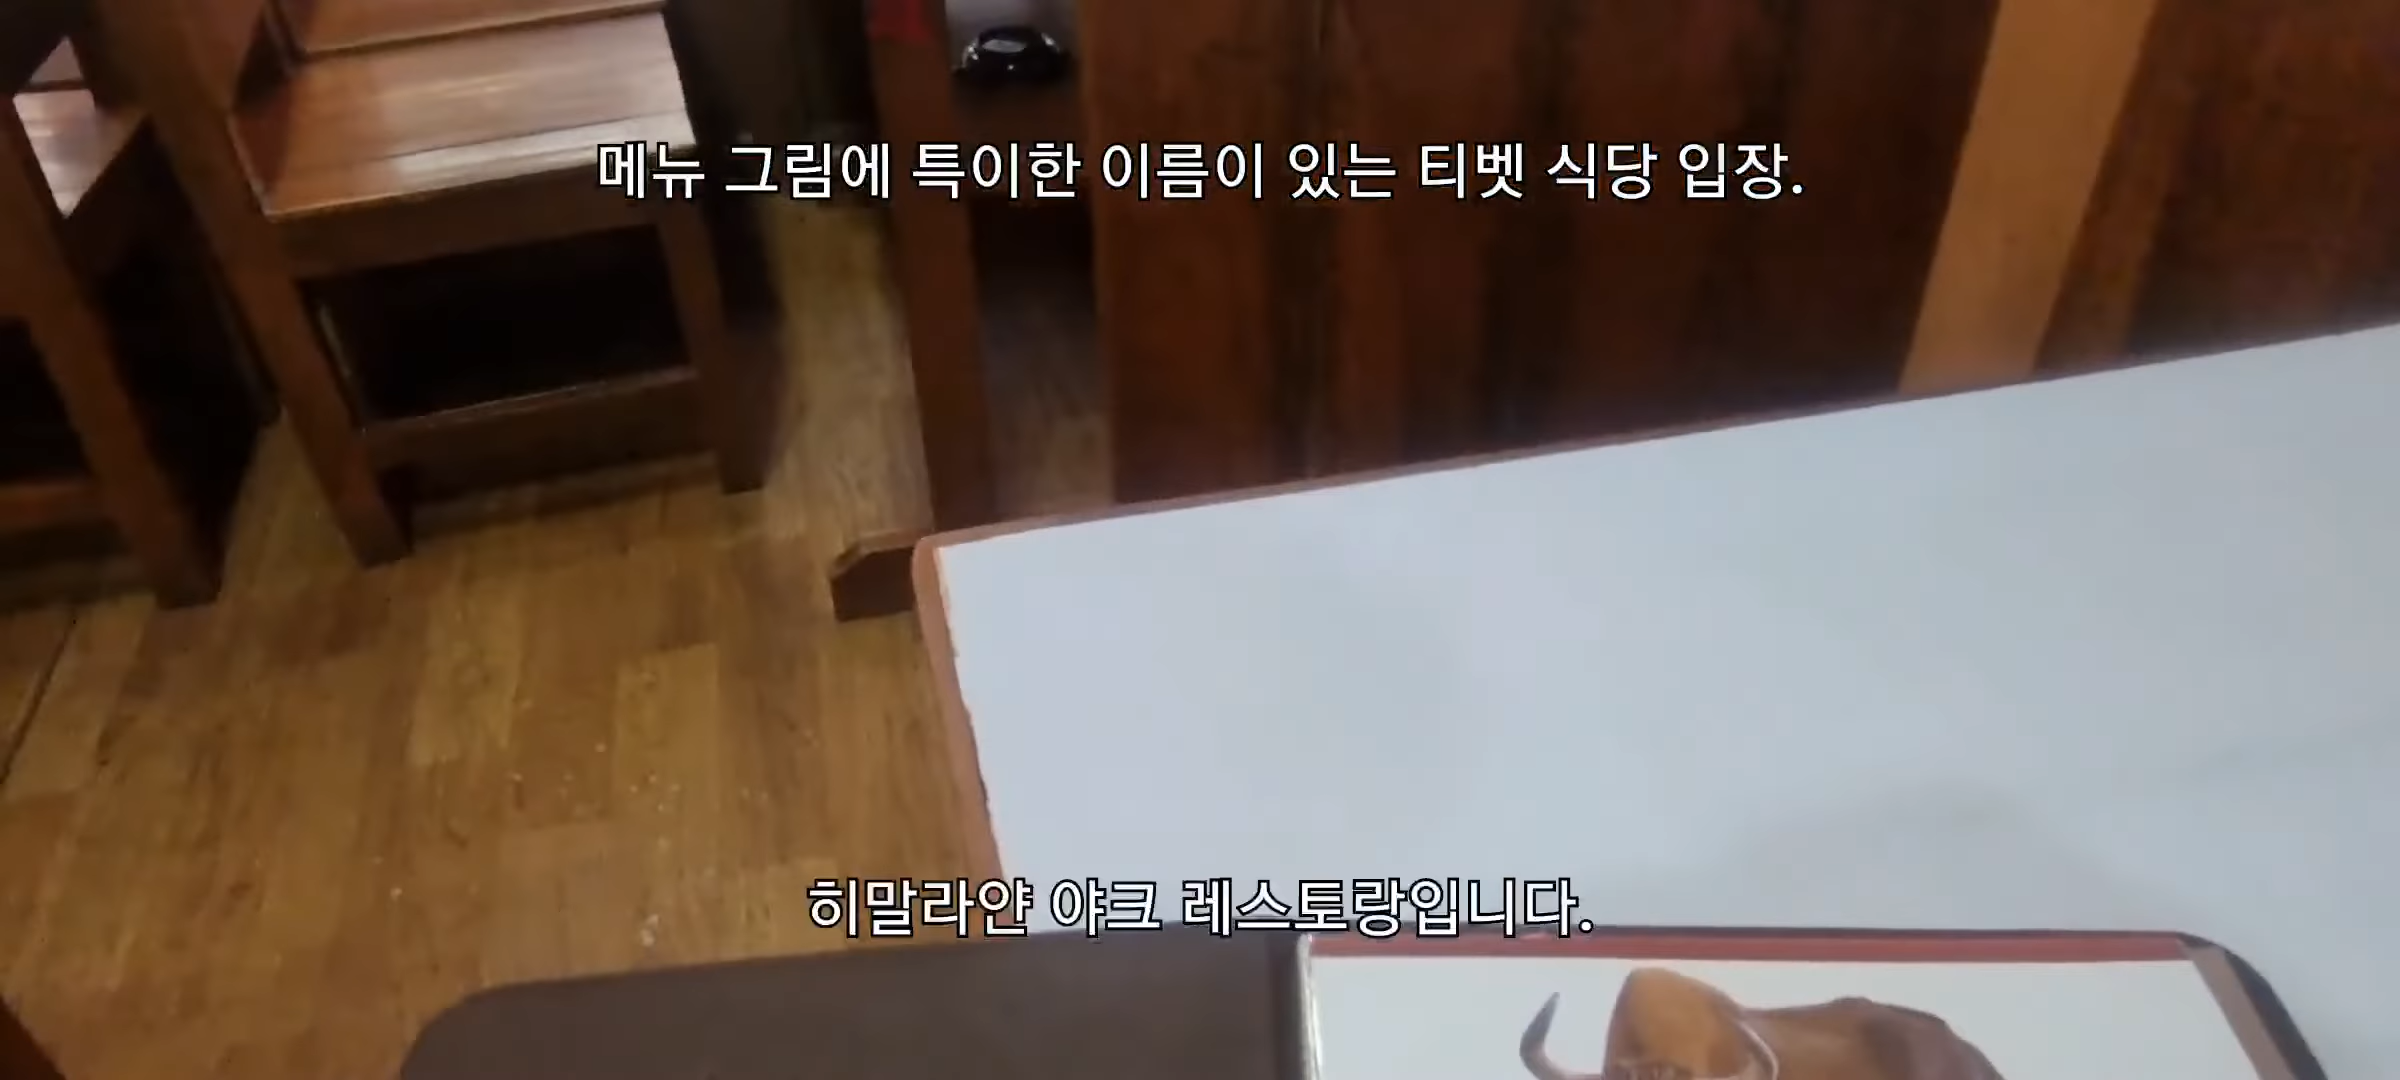 메뉴 그림에 특이한 이름이 있는 티벳 식당 입장.
히말라얀 야크 레스토랑입니다.